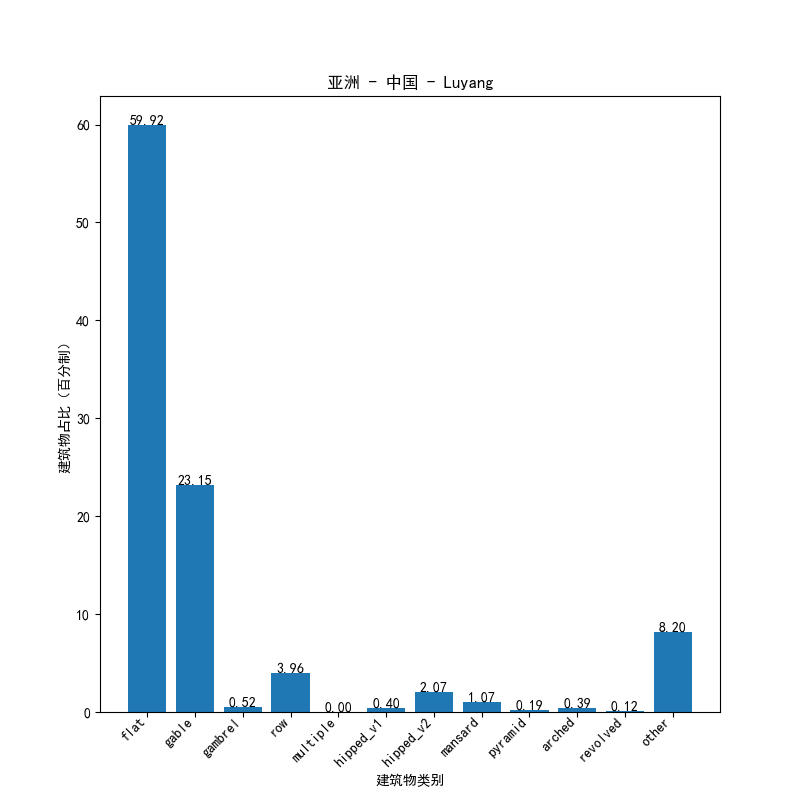 亚洲 - 中国 - Luyang
建筑物占比（百分制）
60
50
40
30
20
10
0
59.92
23.15
0.52
3.96
0.00
0.40
2.07
1.07
0.19
0.39
0.12
8.20
flat
gable
gambrel
row
multiple
hipped_v1
hipped_v2
mansard
pyramid
arched
revolved
other
建筑物类别